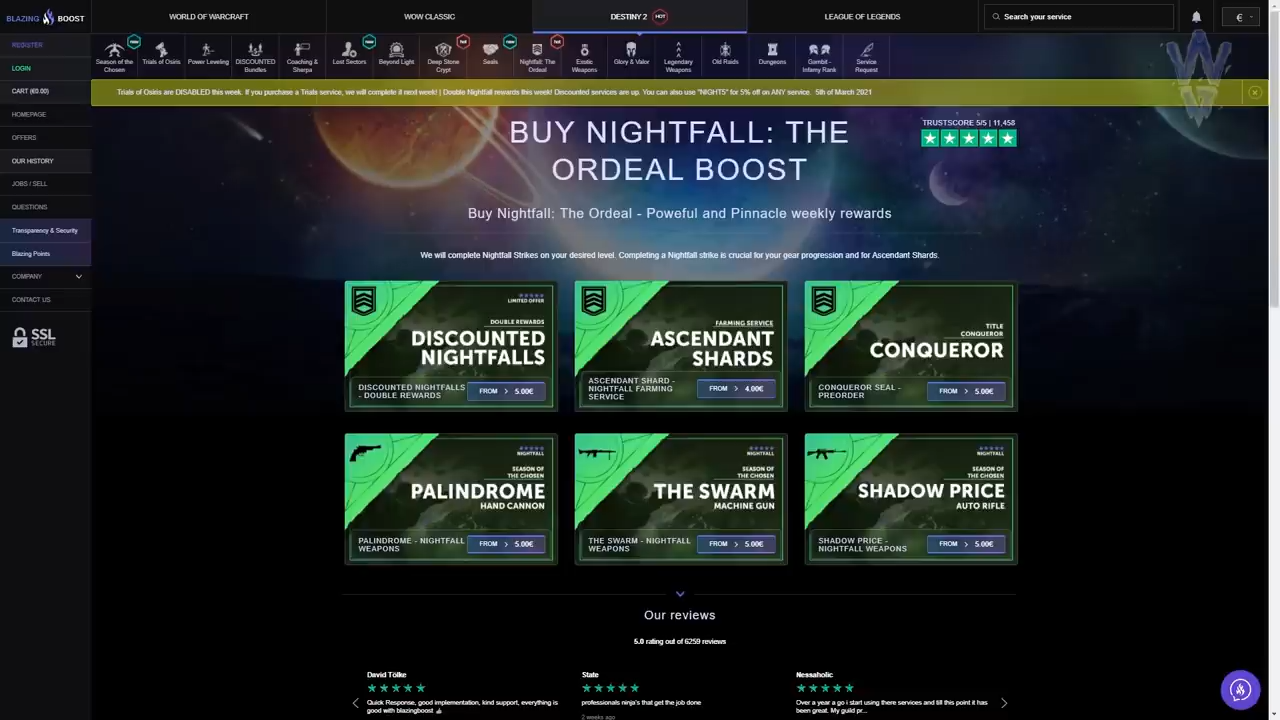 BLAZING BOOST
WORLD OF WARCRAFT
WOW CLASSIC
DESTINY 2 HOT
LEAGUE OF LEGENDS
Search your service
€
REGISTER
LOGIN
CART (€0.00)
HOMEPAGE
OFFERS
OUR HISTORY
JOBS / SELL
QUESTIONS
Transparency & Security
Blazing Points
COMPANY
CONTACT US
SSL
SECURE
new
Season of the
Chosen
Trials of Osiris
Power Leveling
DISCOUNTED
Bundles
Coaching &
Sherpa
new
Lost Sectors
Beyond Light
hot
Deep Stone
Crypt
new
Seals
hot
Nightfall: The
Ordeal
Exotic
Weapons
Glory & Valor
Legendary
Weapons
Old Raids
Dungeons
Gambit -
Infamy Rank
Service
Request
Trials of Osiris are DISABLED this week. If you purchase a Trials service, we will complete it next week! | Double Nightfall rewards this week! Discounted services are up. You can also use "NIGHT5" for 5% off on ANY service. 5th of March 2021
BUY NIGHTFALL: THE
ORDEAL BOOST
TRUSTSCORE 5/5 | 11,458
Buy Nightfall: The Ordeal - Poweful and Pinnacle weekly rewards
We will complete Nightfall Strikes on your desired level. Completing a Nightfall strike is crucial for your gear progression and for Ascendant Shards.
LIMITED OFFER
DOUBLE REWARDS
DISCOUNTED
NIGHTFALLS
DISCOUNTED NIGHTFALLS
- DOUBLE REWARDS
FROM > 5.00€
FARMING SERVICE
ASCENDANT
SHARDS
ASCENDANT SHARD -
NIGHTFALL FARMING
SERVICE
FROM > 4.00€
TITLE
CONQUEROR
CONQUEROR
CONQUEROR SEAL -
PREORDER
FROM > 5.00€
NIGHTFALL
SEASON OF
THE CHOSEN
PALINDROME
HAND CANNON
PALINDROME - NIGHTFALL
WEAPONS
FROM > 5.00€
NIGHTFALL
SEASON OF
THE CHOSEN
THE SWARM
MACHINE GUN
THE SWARM - NIGHTFALL
WEAPONS
FROM > 5.00€
NIGHTFALL
SEASON OF
THE CHOSEN
SHADOW PRICE
AUTO RIFLE
SHADOW PRICE -
NIGHTFALL WEAPONS
FROM > 5.00€
Our reviews
5.0 rating out of 6259 reviews
David Tölke
Quick Response, good implementation, kind support, everything is
good with blazingboost
State
professionals ninja's that get the job done
2 weeks ago
Nessaholic
Over a year a go i start using there services and till this point it has
been great. My guild pr...